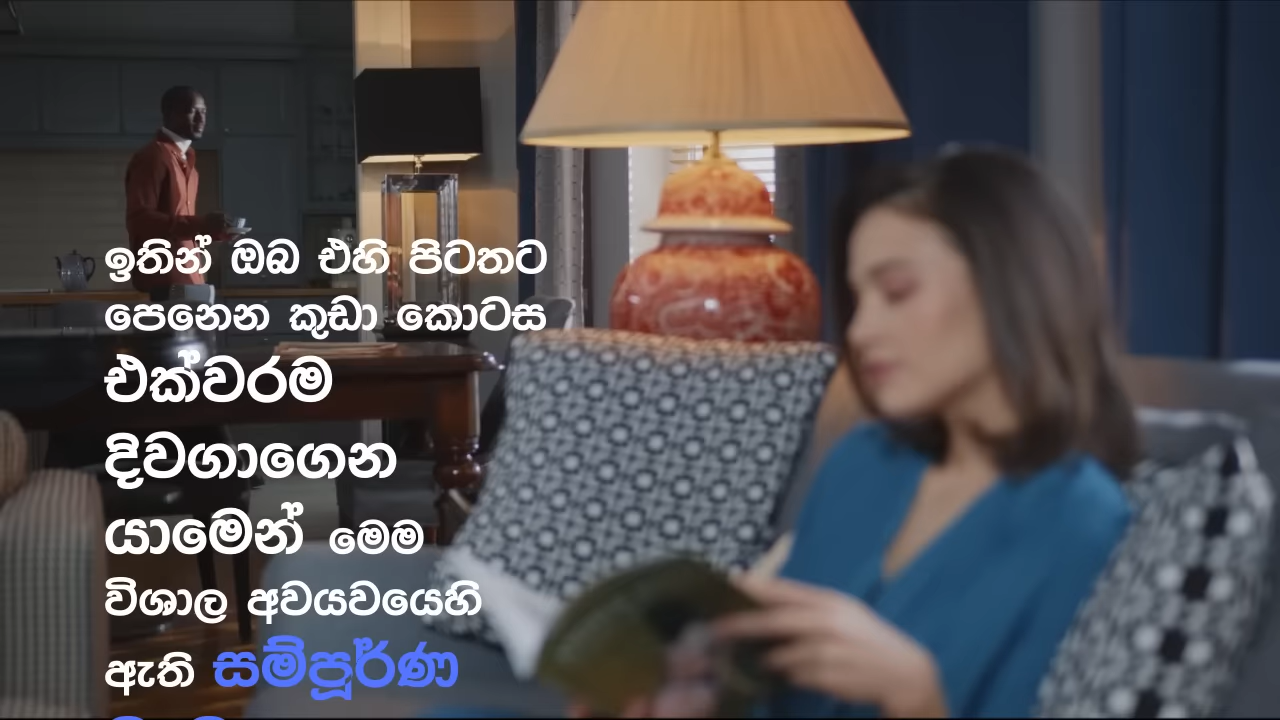 ඉතින් ඔබ එහි පිටතට
පෙනෙන කුඩා කොටස
එක්වරම
දිවගාගෙන
යාමෙන් මෙම
විශාල අවයවයෙහි
ඇති සම්පූර්ණ